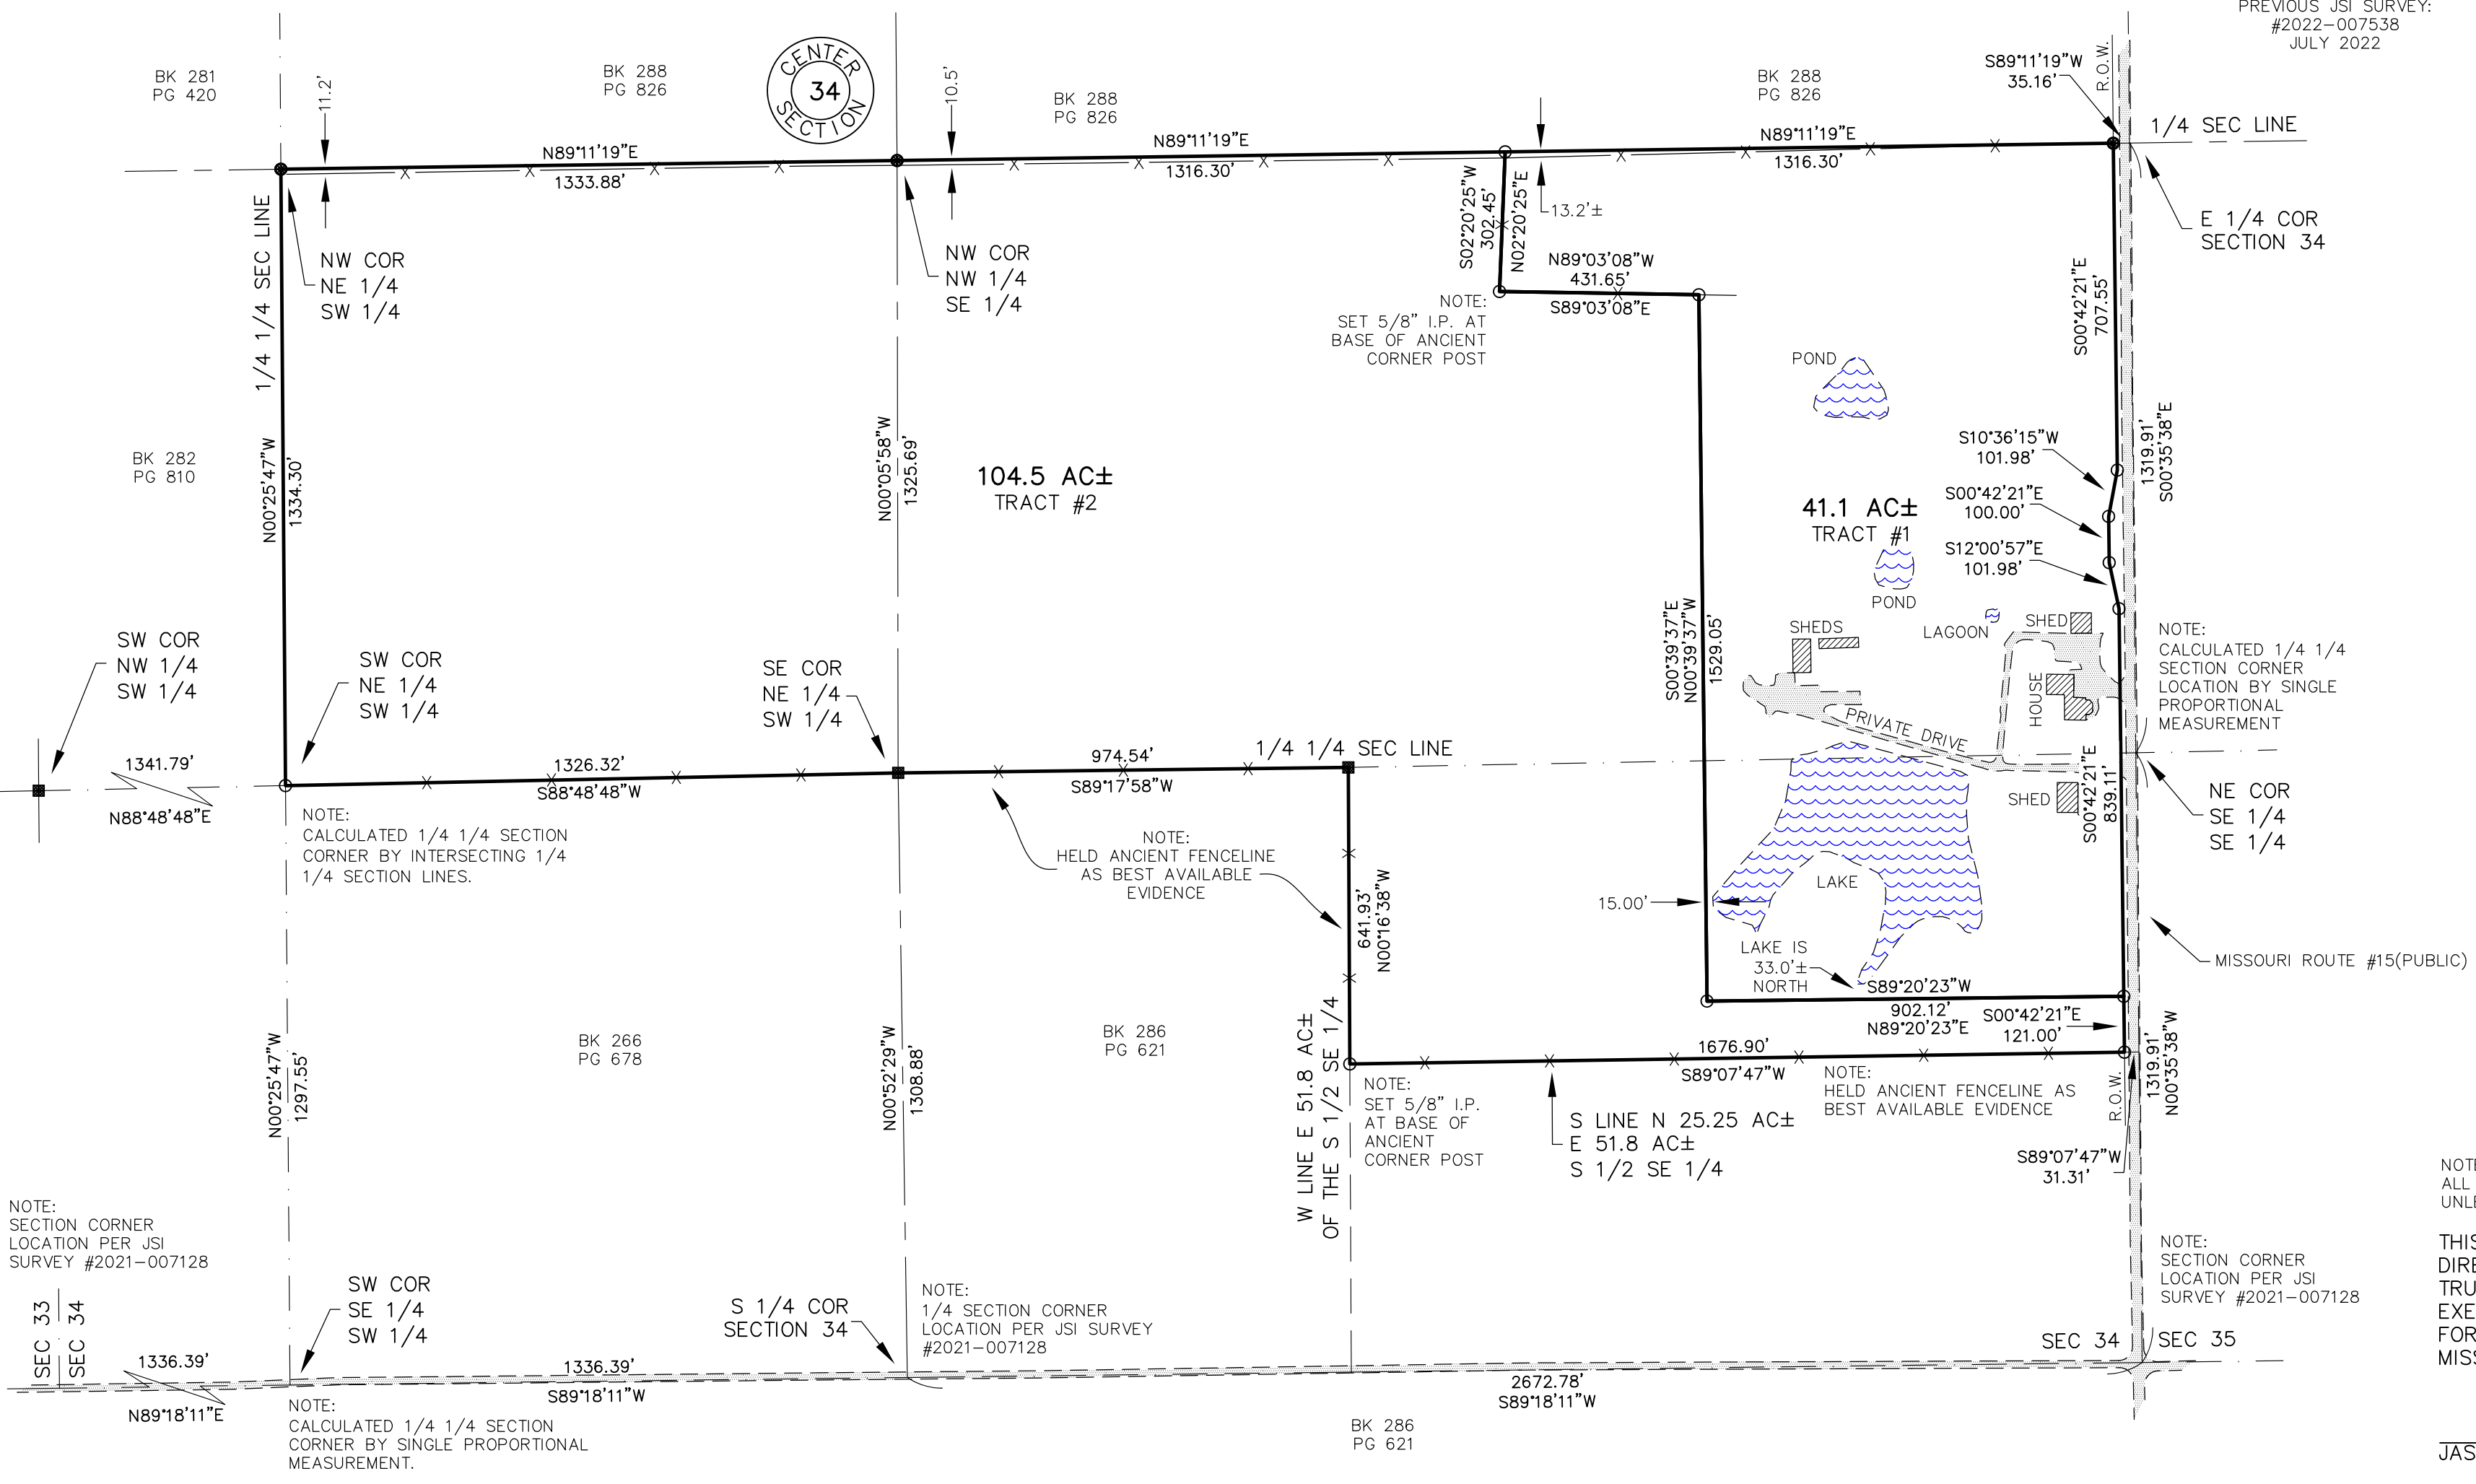 PREVIOUS JSI SURVEY:
#2022-007538
JULY 2022
BK 281
PG 420
11.2'
BK 288
PG 826
CENTER
34
SECTION
10.5'
BK 288
PG 826
BK 288
PG 826
S89°11'19"W
35.16'
R.O.W.
1/4 SEC LINE
N89°11'19"E
1333.88'
N89°11'19"E
1316.30'
N89°11'19"E
1316.30'
13.2'±
E 1/4 COR
SECTION 34
1/4 1/4 SEC LINE
NW COR
NE 1/4
SW 1/4
NW COR
NW 1/4
SE 1/4
S02°20'25"W
302.45'
N02°20'25"E
N89°03'08"W
431.65'
S89°03'08"E
NOTE:
SET 5/8" I.P. AT
BASE OF ANCIENT
CORNER POST
S00°42'21"E
707.55'
POND
BK 282
PG 810
N00°25'47"W
1334.30'
N00°05'58"W
1325.69'
104.5 AC±
TRACT #2
41.1 AC±
TRACT #1
S10°36'15"W
101.98'
S00°42'21"E
100.00'
S12°00'57"E
101.98'
1319.91'
S00°35'38"E
POND
LAGOON
SHED
SHEDS
HOUSE
PRIVATE DRIVE
S00°39'37"E
N00°39'37"W
1529.05'
NOTE:
CALCULATED 1/4 1/4
SECTION CORNER
LOCATION BY SINGLE
PROPORTIONAL
MEASUREMENT
SW COR
NW 1/4
SW 1/4
SW COR
NE 1/4
SW 1/4
SE COR
NE 1/4
SW 1/4
1341.79'
N88°48'48"E
1326.32'
S88°48'48"W
974.54'
S89°17'58"W
1/4 1/4 SEC LINE
NOTE:
CALCULATED 1/4 1/4 SECTION
CORNER BY INTERSECTING 1/4
1/4 SECTION LINES.
NOTE:
HELD ANCIENT FENCELINE
AS BEST AVAILABLE
EVIDENCE
SHED
S00°42'21"E
839.11'
NE COR
SE 1/4
SE 1/4
LAKE
15.00'
641.93'
N00°16'38"W
LAKE IS
33.0'±
NORTH
MISSOURI ROUTE #15(PUBLIC)
S89°20'23"W
902.12'
N89°20'23"E
S00°42'21"E
121.00'
BK 266
PG 678
BK 286
PG 621
N00°25'47"W
1297.55'
N00°52'29"W
1308.88'
W LINE E 51.8 AC±
OF THE S 1/2 SE 1/4
1676.90'
S89°07'47"W
NOTE:
SET 5/8" I.P.
AT BASE OF
ANCIENT
CORNER POST
S LINE N 25.25 AC±
E 51.8 AC±
S 1/2 SE 1/4
NOTE:
HELD ANCIENT FENCELINE AS
BEST AVAILABLE EVIDENCE
R.O.W.
1319.91'
N00°35'38"W
S89°07'47"W
31.31'
NOTE
ALL
UNLE
THIS
DIRE
TRU
EXE
FOR
MISS
NOTE:
SECTION CORNER
LOCATION PER JSI
SURVEY #2021-007128
SEC 33
SEC 34
SW COR
SE 1/4
SW 1/4
S 1/4 COR
SECTION 34
NOTE:
1/4 SECTION CORNER
LOCATION PER JSI SURVEY
#2021-007128
NOTE:
SECTION CORNER
LOCATION PER JSI
SURVEY #2021-007128
SEC 34
SEC 35
1336.39'
N89°18'11"E
1336.39'
S89°18'11"W
2672.78'
S89°18'11"W
NOTE:
CALCULATED 1/4 1/4 SECTION
CORNER BY SINGLE PROPORTIONAL
MEASUREMENT.
BK 286
PG 621
JAS